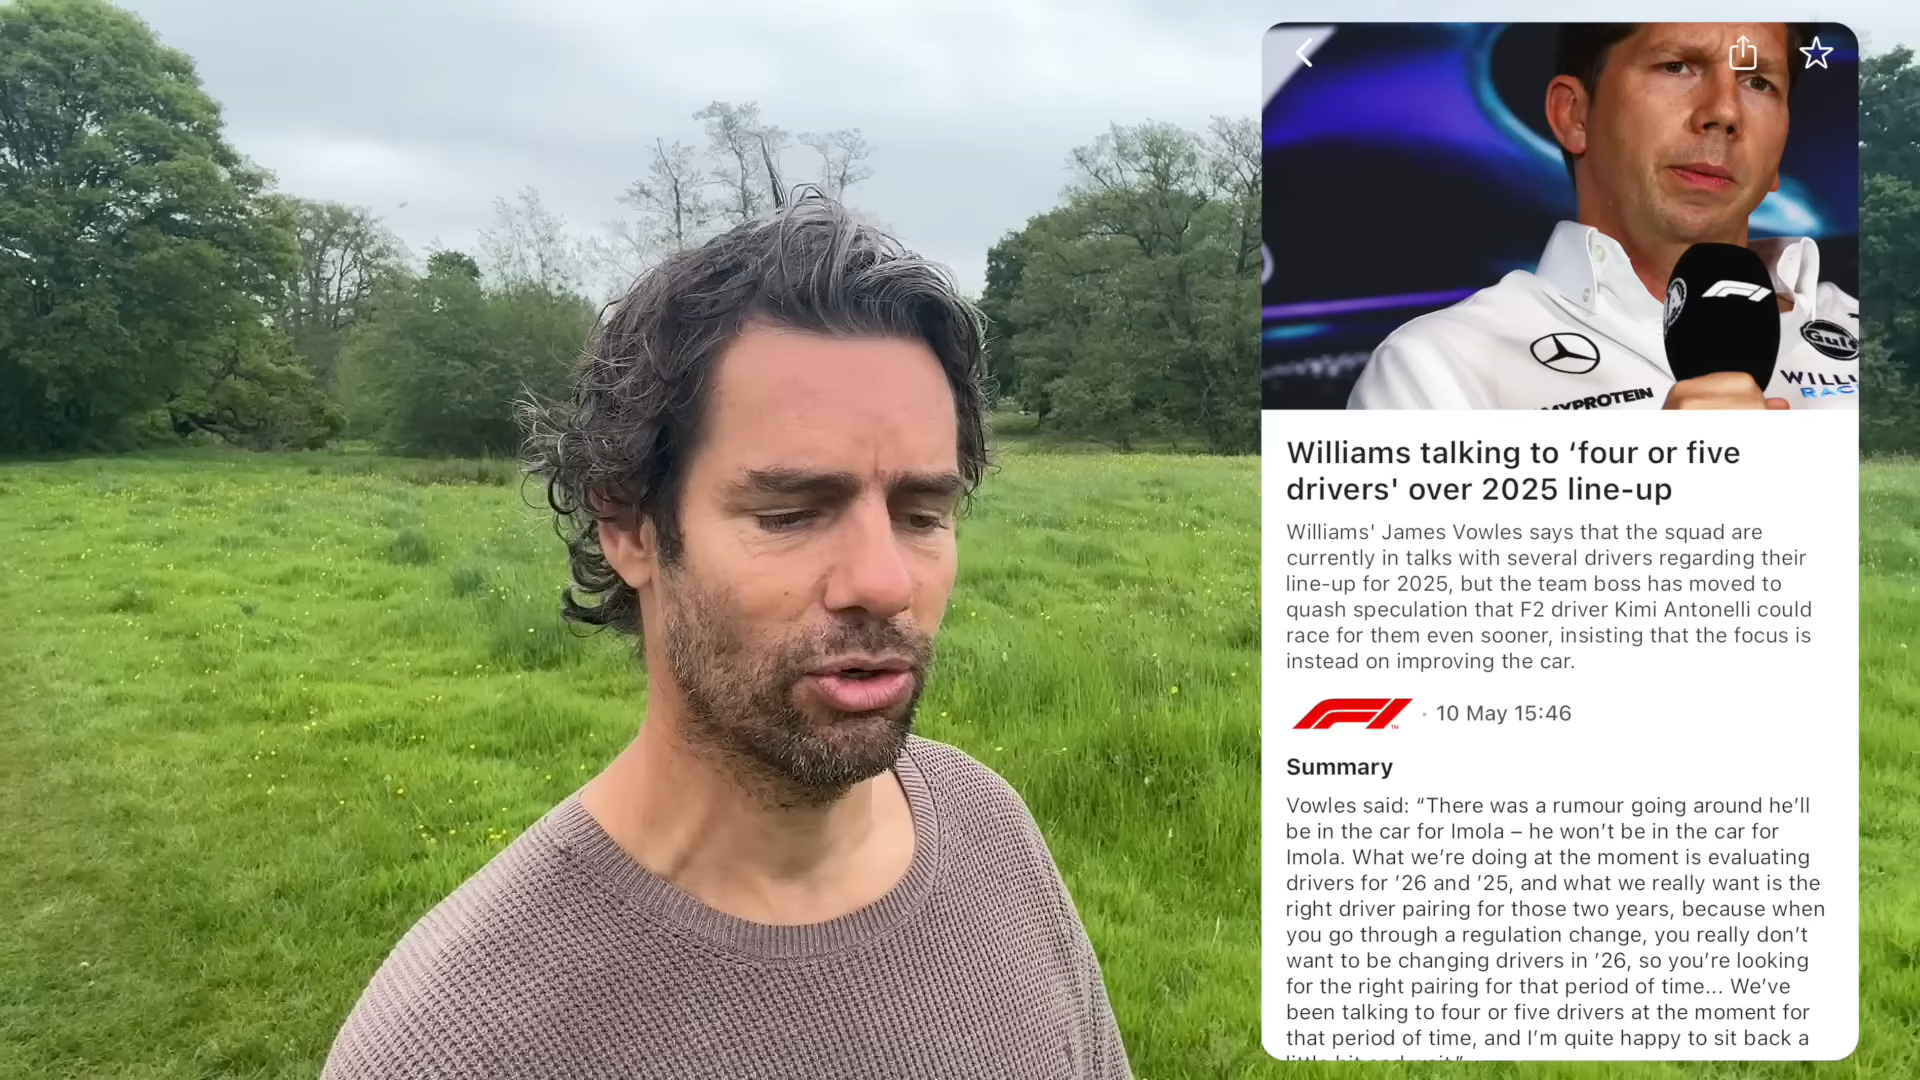 F1
Gulf
MYPROTEIN
Williams talking to ‘four or five
drivers' over 2025 line-up
Williams' James Vowles says that the squad are
currently in talks with several drivers regarding their
line-up for 2025, but the team boss has moved to
quash speculation that F2 driver Kimi Antonelli could
race for them even sooner, insisting that the focus is
instead on improving the car.
F1 · 10 May 15:46
Summary
Vowles said: “There was a rumour going around he’ll
be in the car for Imola – he won’t be in the car for
Imola. What we’re doing at the moment is evaluating
drivers for ’26 and ’25, and what we really want is the
right driver pairing for those two years, because when
you go through a regulation change, you really don’t
want to be changing drivers in ’26, so you’re looking
for the right pairing for that period of time... We’ve
been talking to four or five drivers at the moment for
that period of time, and I’m quite happy to sit back a